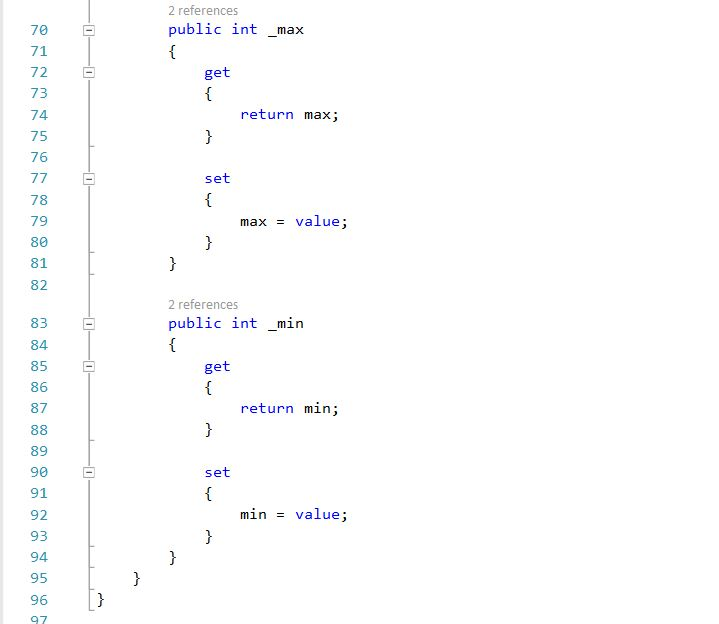 2 references
70 public int _max
71 {
72 get
73 {
74 return max;
75 }
76
77 set
78 {
79 max = value;
80 }
81 }
82
2 references
83 public int _min
84 {
85 get
86 {
87 return min;
88 }
89
90 set
91 {
92 min = value;
93 }
94 }
95 }
96 }
97